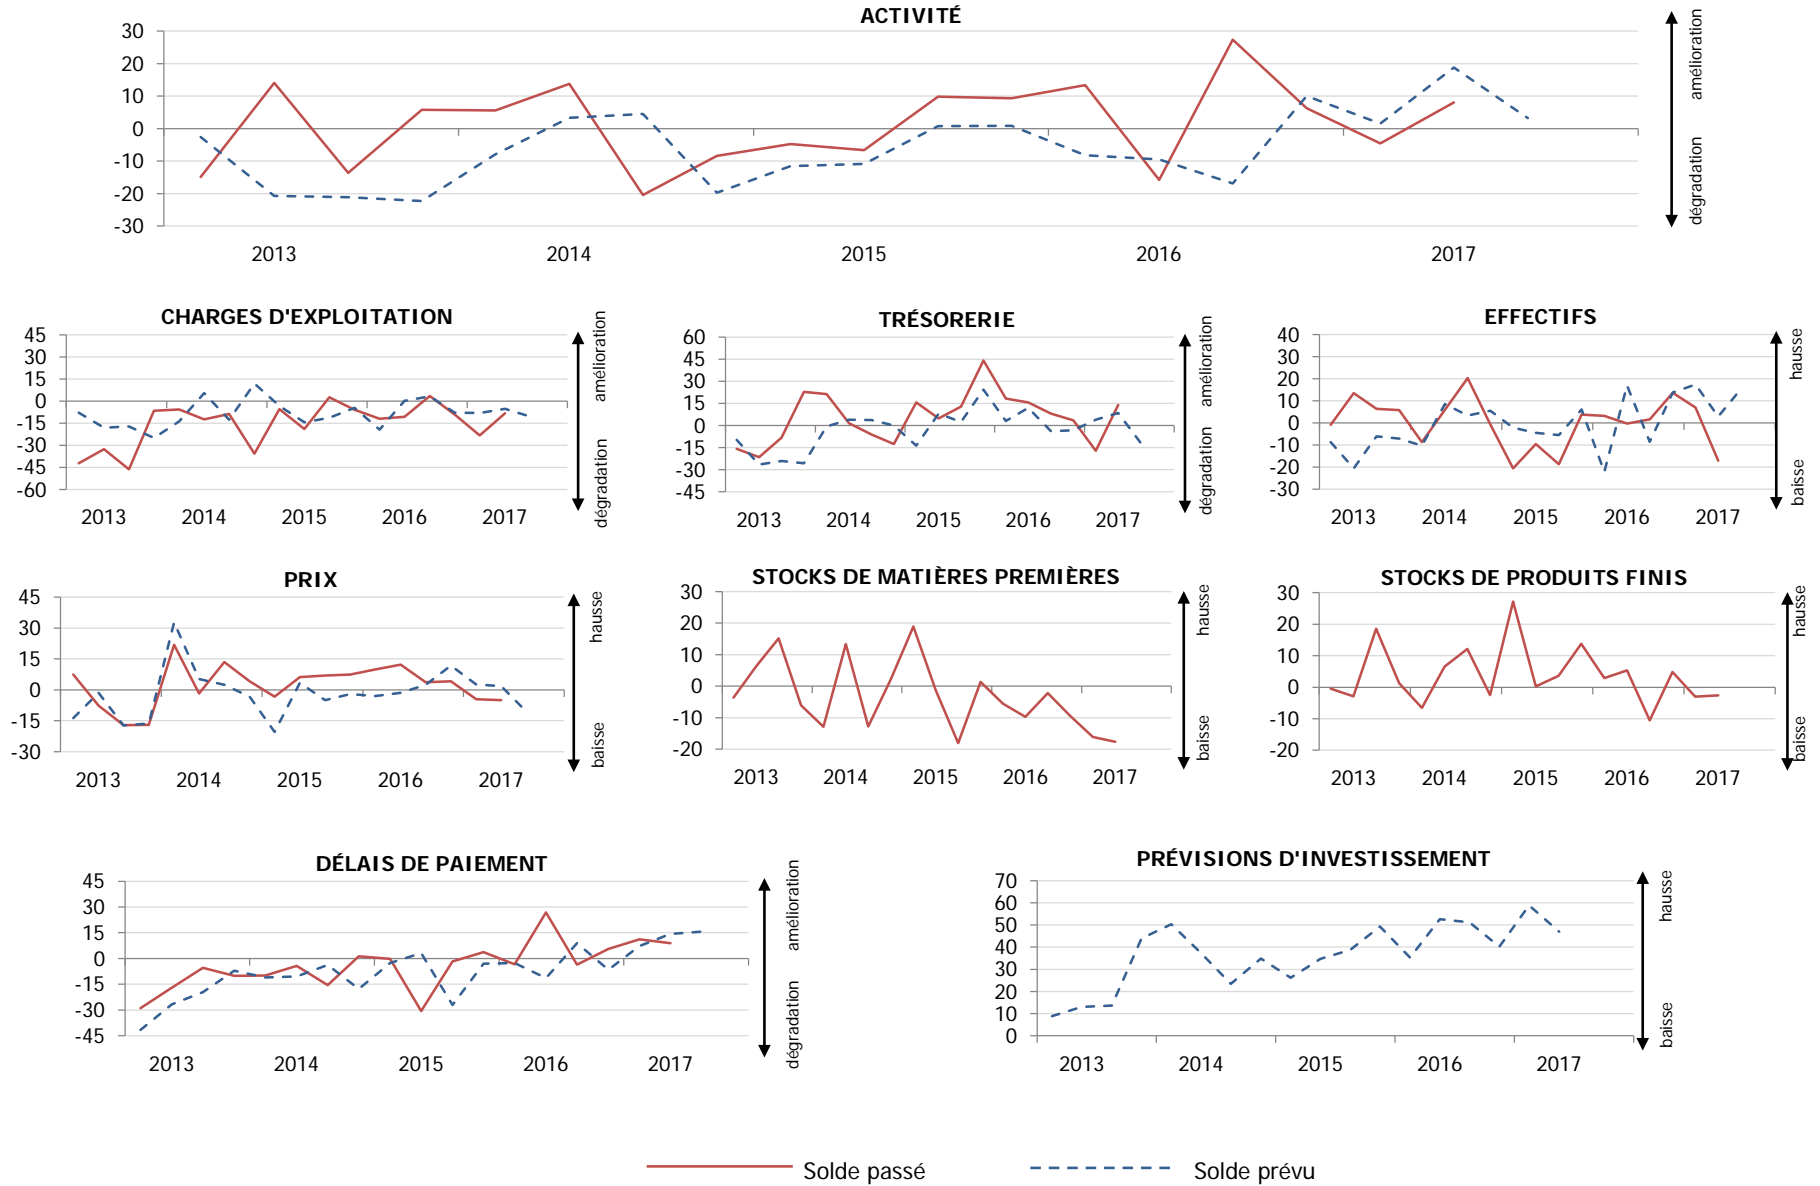 ACTIVITÉ
30
20
10
0
-10
-20
-30
2013 2014 2015 2016 2017
amélioration
dégradation
CHARGES D'EXPLOITATION
45
30
15
0
-15
-30
-45
-60
2013 2014 2015 2016 2017
amélioration
dégradation
TRÉSORERIE
60
45
30
15
0
-15
-30
-45
2013 2014 2015 2016 2017
amélioration
dégradation
EFFECTIFS
40
30
20
10
0
-10
-20
-30
2013 2014 2015 2016 2017
hausse
baisse
PRIX
45
30
15
0
-15
-30
2013 2014 2015 2016 2017
hausse
baisse
STOCKS DE MATIÈRES PREMIÈRES
30
20
10
0
-10
-20
2013 2014 2015 2016 2017
hausse
baisse
STOCKS DE PRODUITS FINIS
30
20
10
0
-10
-20
2013 2014 2015 2016 2017
hausse
baisse
DÉLAIS DE PAIEMENT
45
30
15
0
-15
-30
-45
2013 2014 2015 2016 2017
amélioration
dégradation
PRÉVISIONS D'INVESTISSEMENT
70
60
50
40
30
20
10
0
2013 2014 2015 2016 2017
hausse
baisse
Solde passé Solde prévu